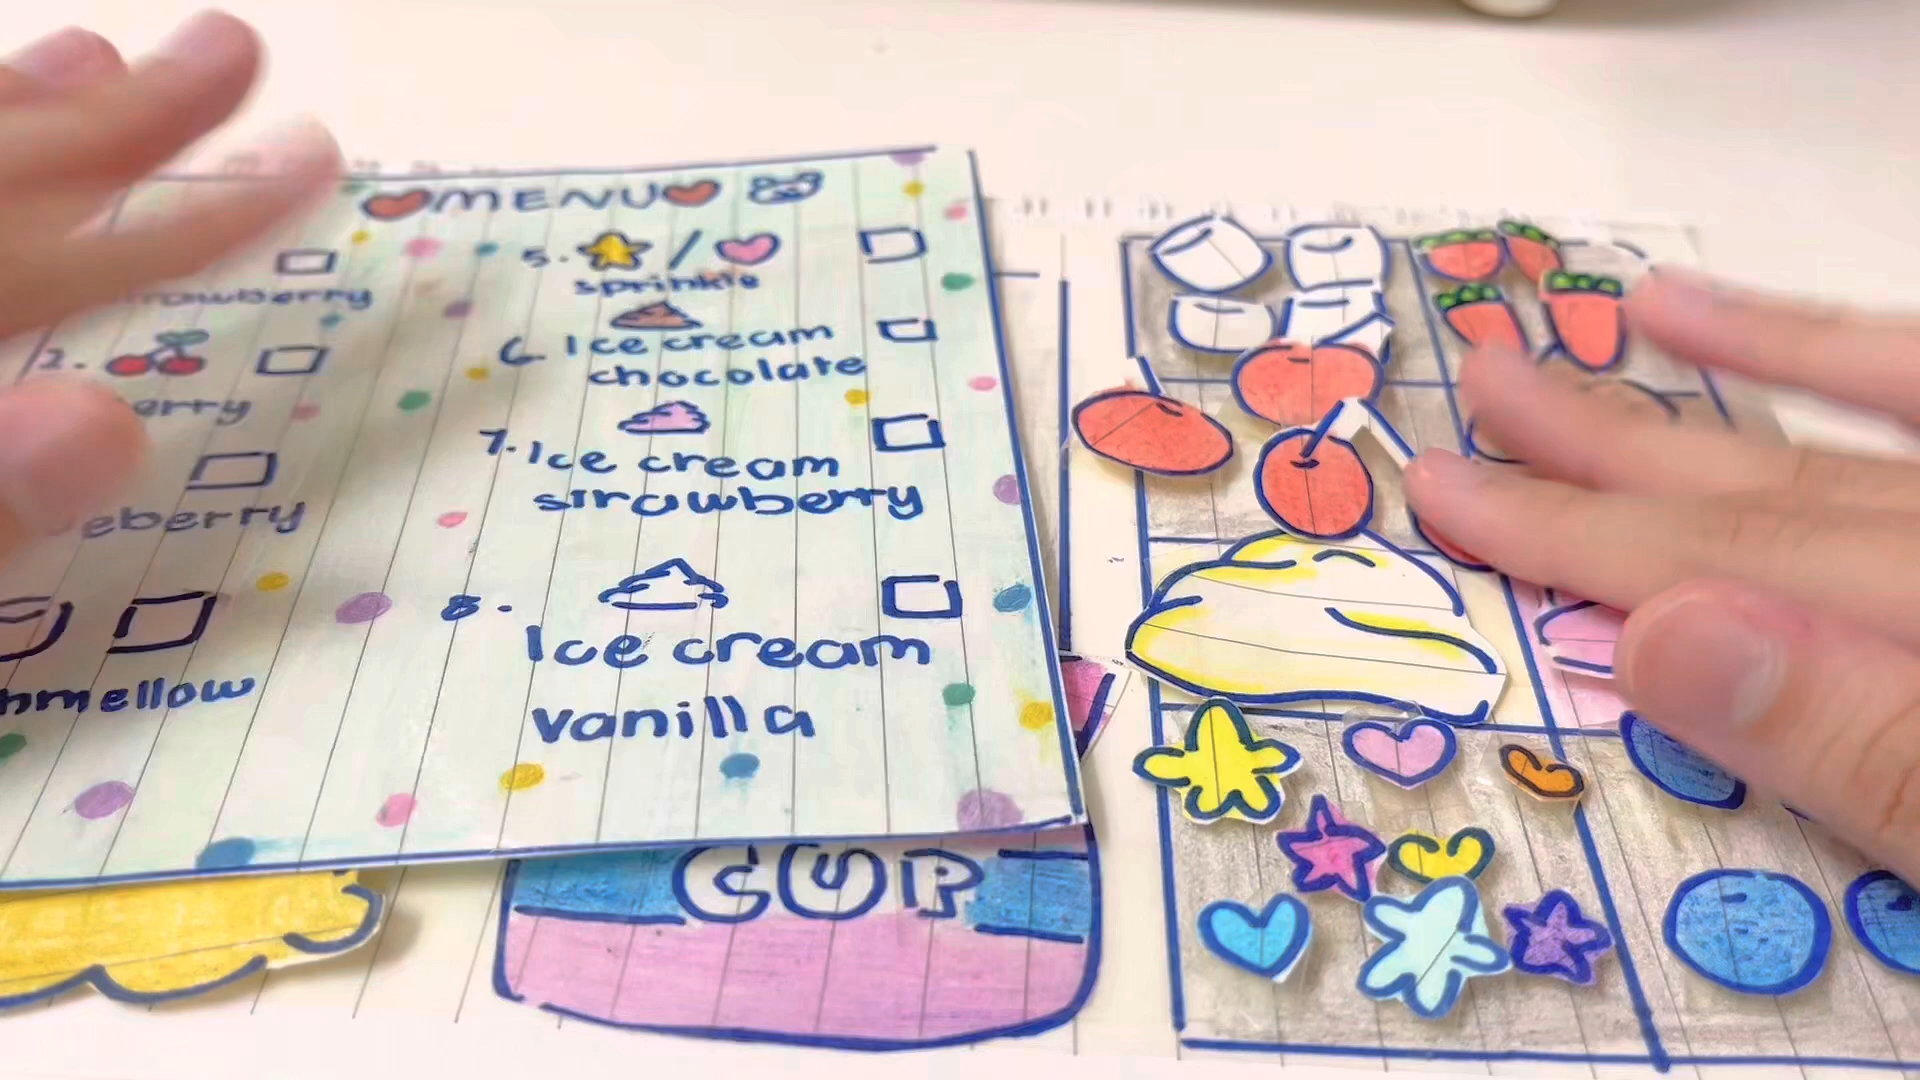 MENU
rawberry
2.
erry
eberry
hmellow
5. /
sprinkle
6. Ice cream
chocolate
7. Ice cream
sirawberry
8.
Ice cream
vanilla
CUP